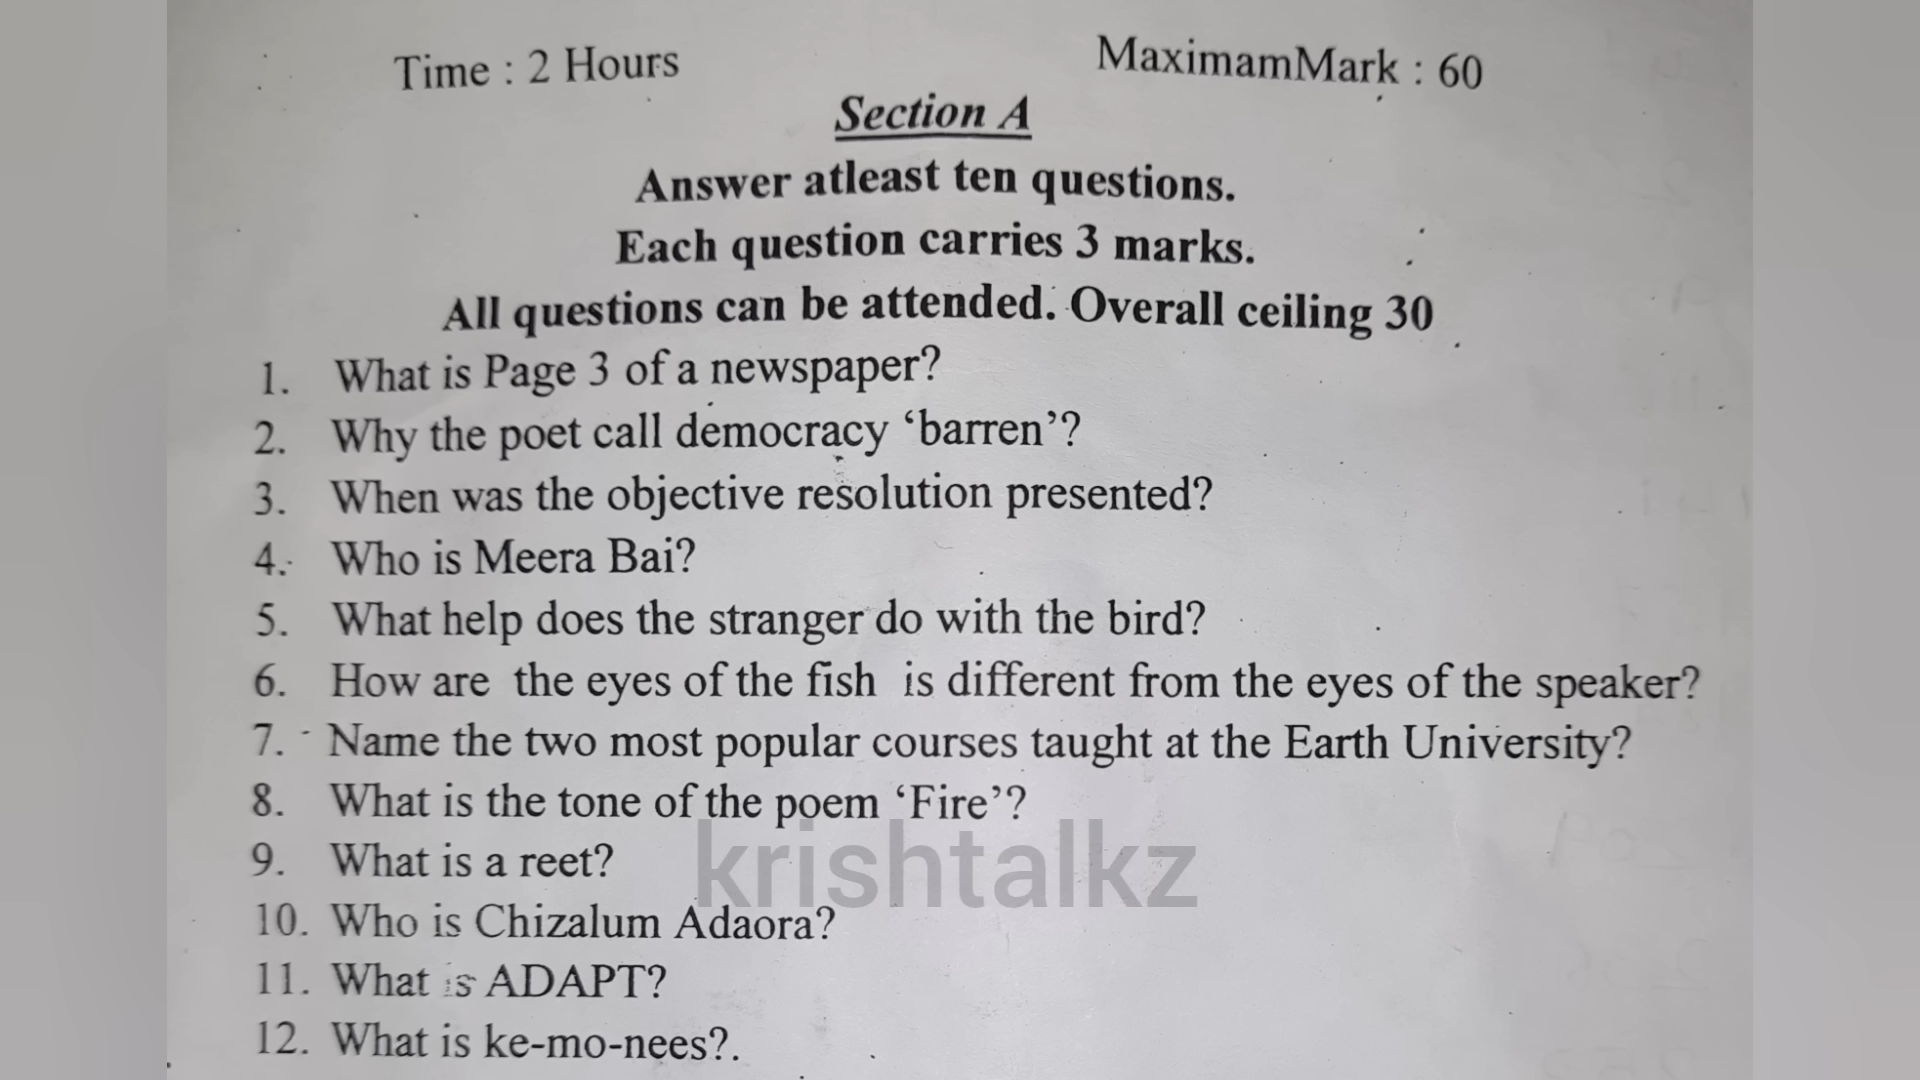 Time : 2 Hours MaximamMark : 60
Section A
Answer atleast ten questions.
Each question carries 3 marks.
All questions can be attended. Overall ceiling 30
1. What is Page 3 of a newspaper?
2. Why the poet call democracy ‘barren’?
3. When was the objective resolution presented?
4. Who is Meera Bai?
5. What help does the stranger do with the bird?
6. How are the eyes of the fish is different from the eyes of the speaker?
7. Name the two most popular courses taught at the Earth University?
8. What is the tone of the poem ‘Fire’?
9. What is a reet?
10. Who is Chizalum Adaora?
11. What is ADAPT?
12. What is ke-mo-nees?.
krishtalkz